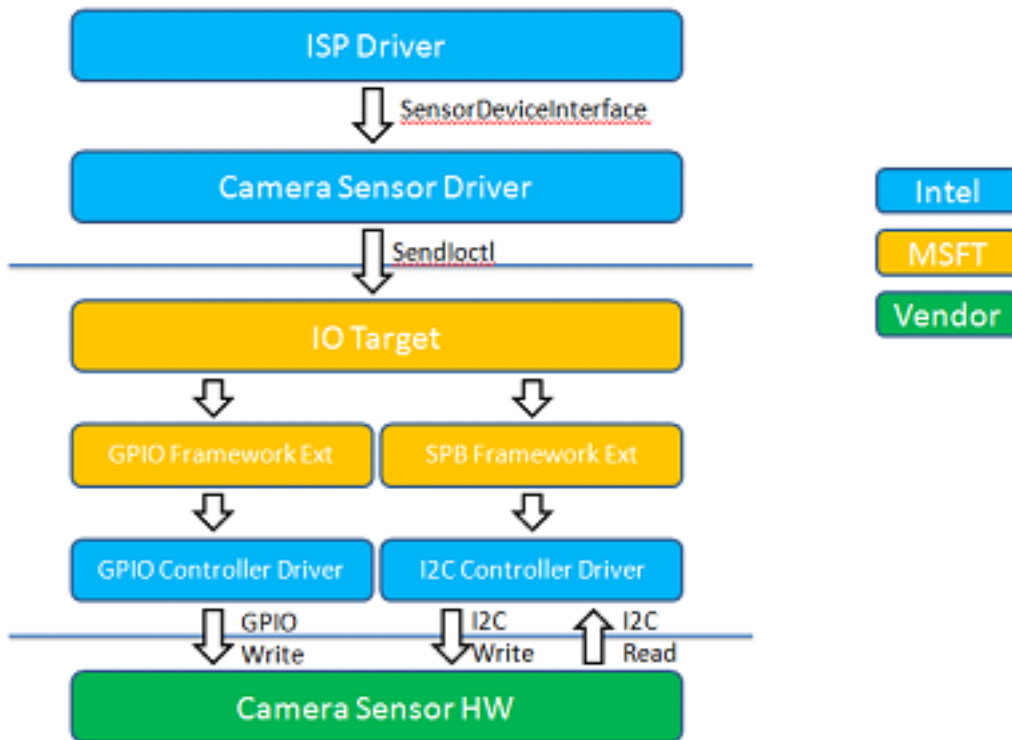 ISP Driver
SensorDeviceInterface
Camera Sensor Driver
SendIoctl
IO Target
GPIO Framework Ext
SPB Framework Ext
GPIO Controller Driver
I2C Controller Driver
GPIO
Write
I2C
Write
I2C
Read
Camera Sensor HW
Intel
MSFT
Vendor